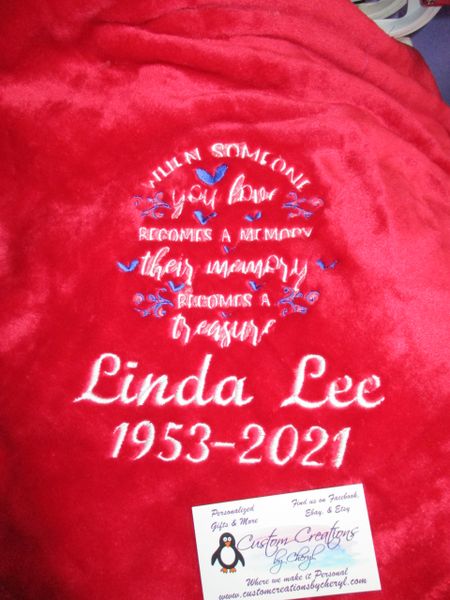 WHEN SOMEONE
you love
BECOMES A MEMORY
their memory
BECOMES A
treasure
Linda Lee
1953-2021
Personalized
Gifts & More
Find us on Facebook,
Ebay, & Etsy
Custom Creations
by Cheryl
Where we make it Personal
www.customcreationsbycheryl.com